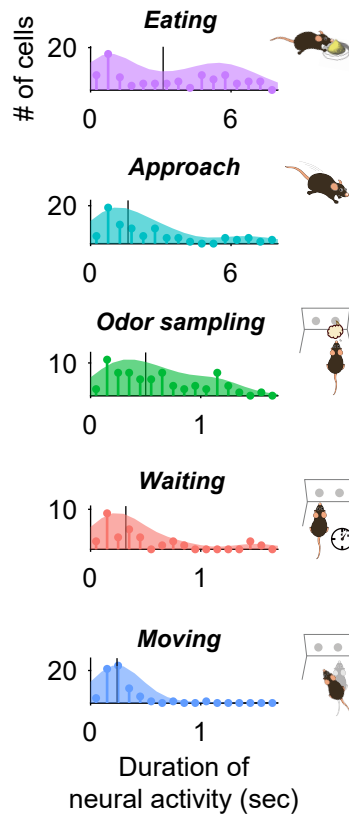 Eating
# of cells
20
0 6
Approach
20
0 6
Odor sampling
10
0 1
Waiting
10
0 1
Moving
20
0 1
Duration of
neural activity (sec)